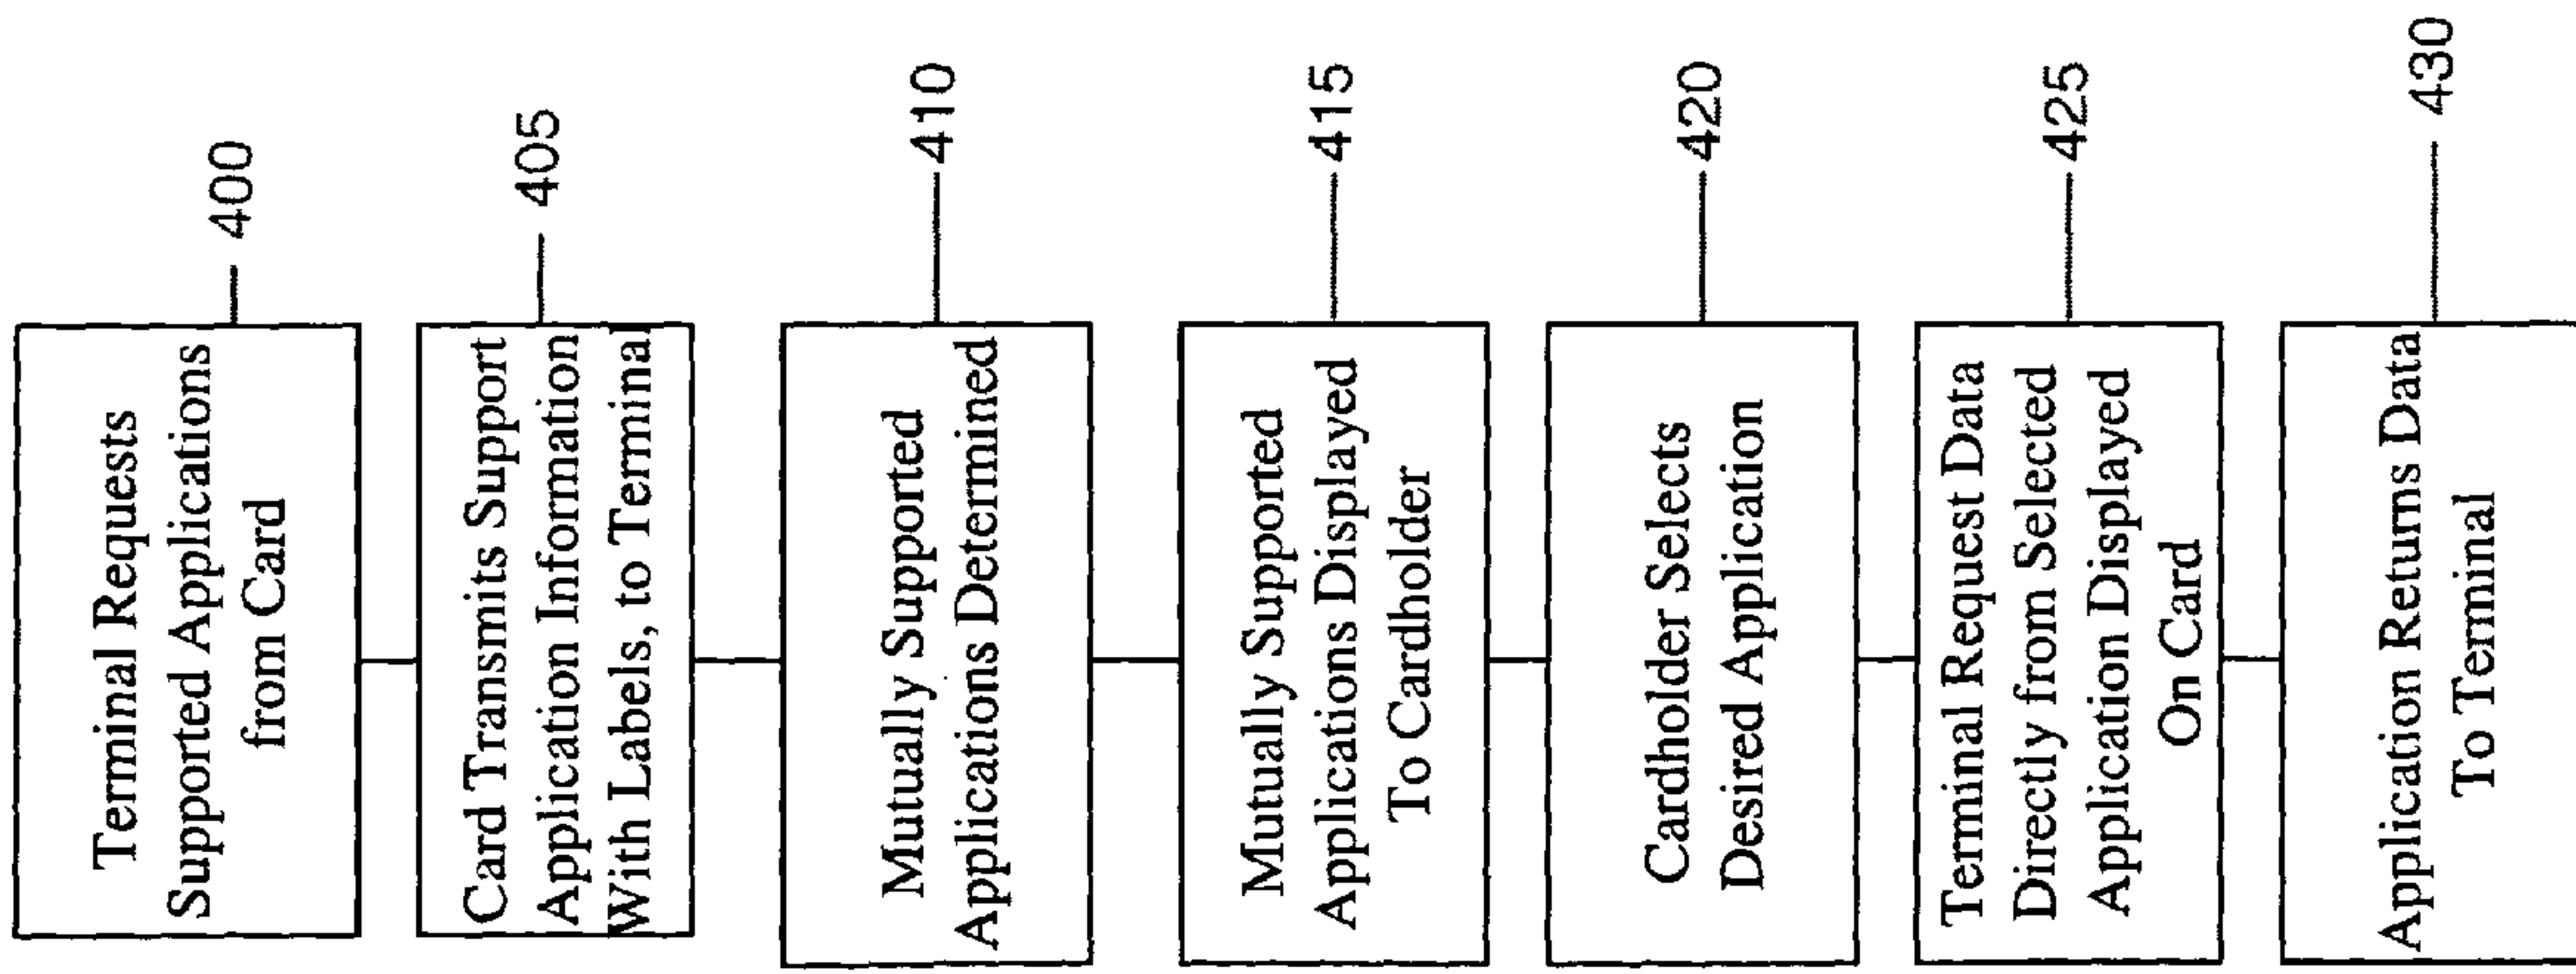 Terminal Requests
Supported Applications
from Card
400
Card Transmits Support
Application Information
With Labels, to Terminal
405
Mutually Supported
Applications Determined
410
Mutually Supported
Applications Displayed
To Cardholder
415
Cardholder Selects
Desired Application
420
Terminal Request Data
Directly from Selected
Application Displayed
On Card
425
Application Returns Data
To Terminal
430